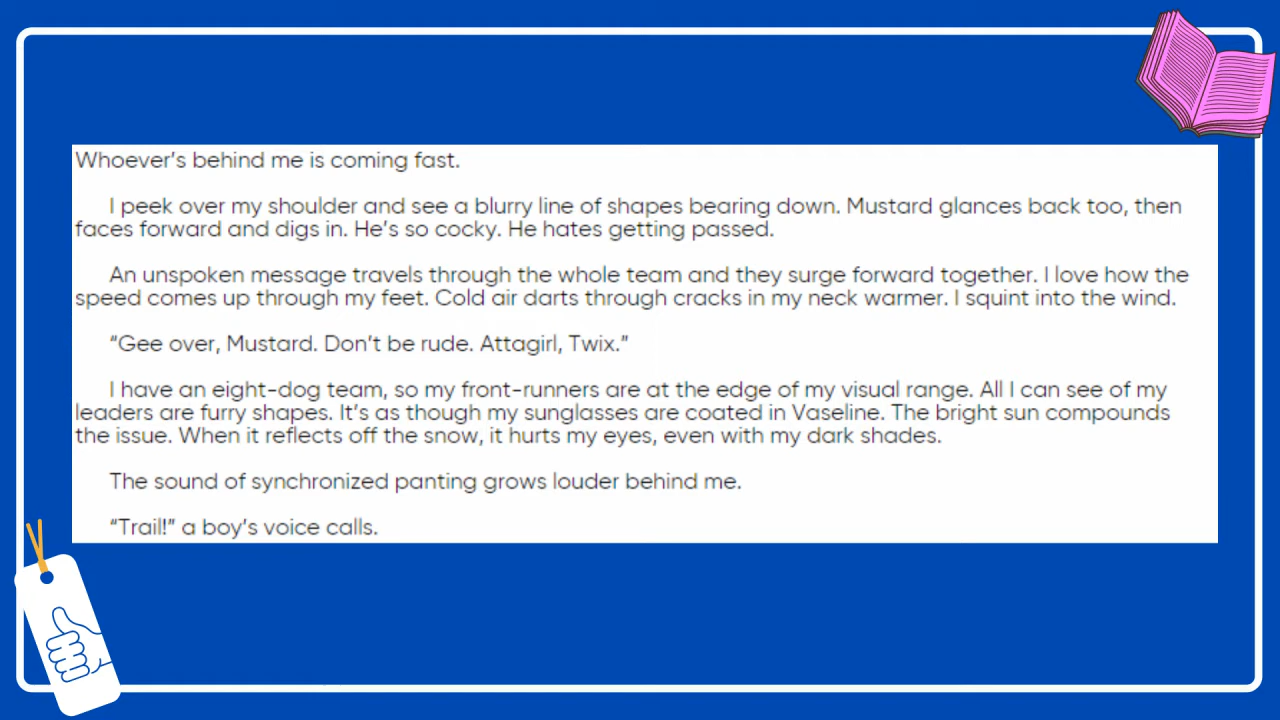 Whoever’s behind me is coming fast.
I peek over my shoulder and see a blurry line of shapes bearing down. Mustard glances back too, then
faces forward and digs in. He’s so cocky. He hates getting passed.
An unspoken message travels through the whole team and they surge forward together. I love how the
speed comes up through my feet. Cold air darts through cracks in my neck warmer. I squint into the wind.
“Gee over, Mustard. Don’t be rude. Attagirl, Twix.”
I have an eight-dog team, so my front-runners are at the edge of my visual range. All I can see of my
leaders are furry shapes. It’s as though my sunglasses are coated in Vaseline. The bright sun compounds
the issue. When it reflects off the snow, it hurts my eyes, even with my dark shades.
The sound of synchronized panting grows louder behind me.
“Trail!” a boy’s voice calls.